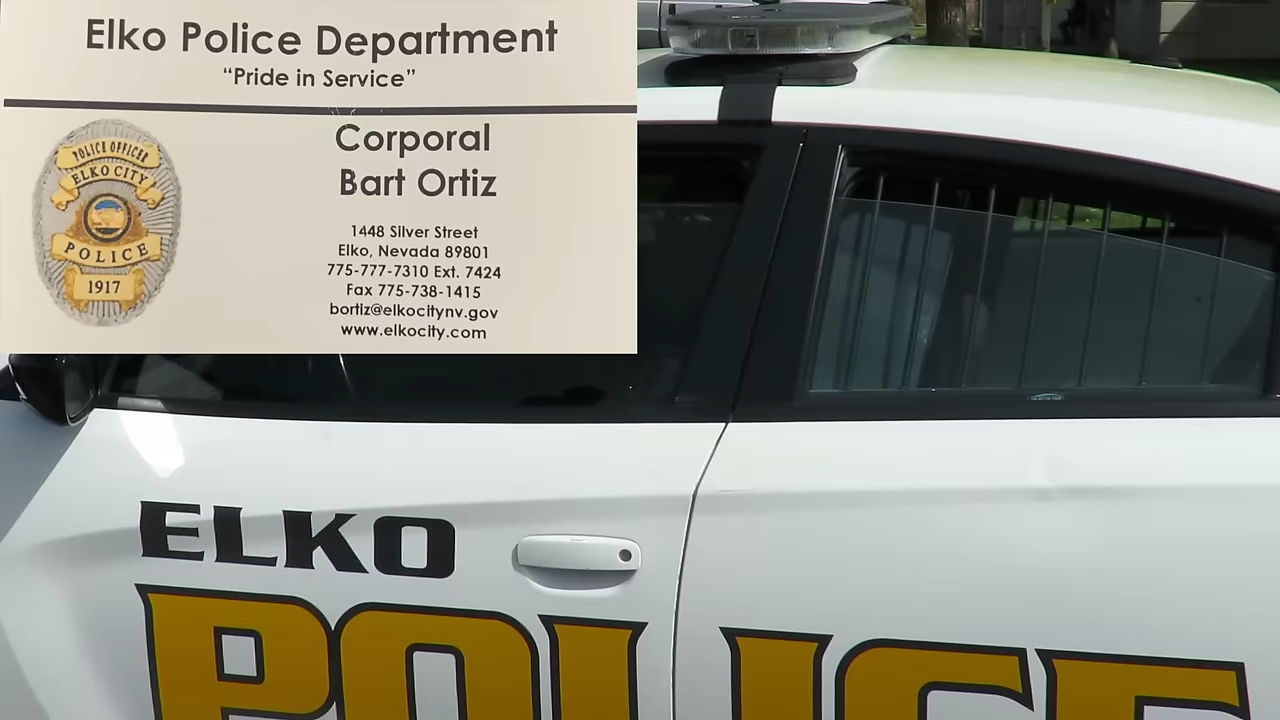 Elko Police Department
“Pride in Service”
POLICE OFFICER
ELKO CITY
POLICE
1917
Corporal
Bart Ortiz
1448 Silver Street
Elko, Nevada 89801
775-777-7310 Ext. 7424
Fax 775-738-1415
bortiz@elkocitynv.gov
www.elkocity.com
ELKO
POLICE